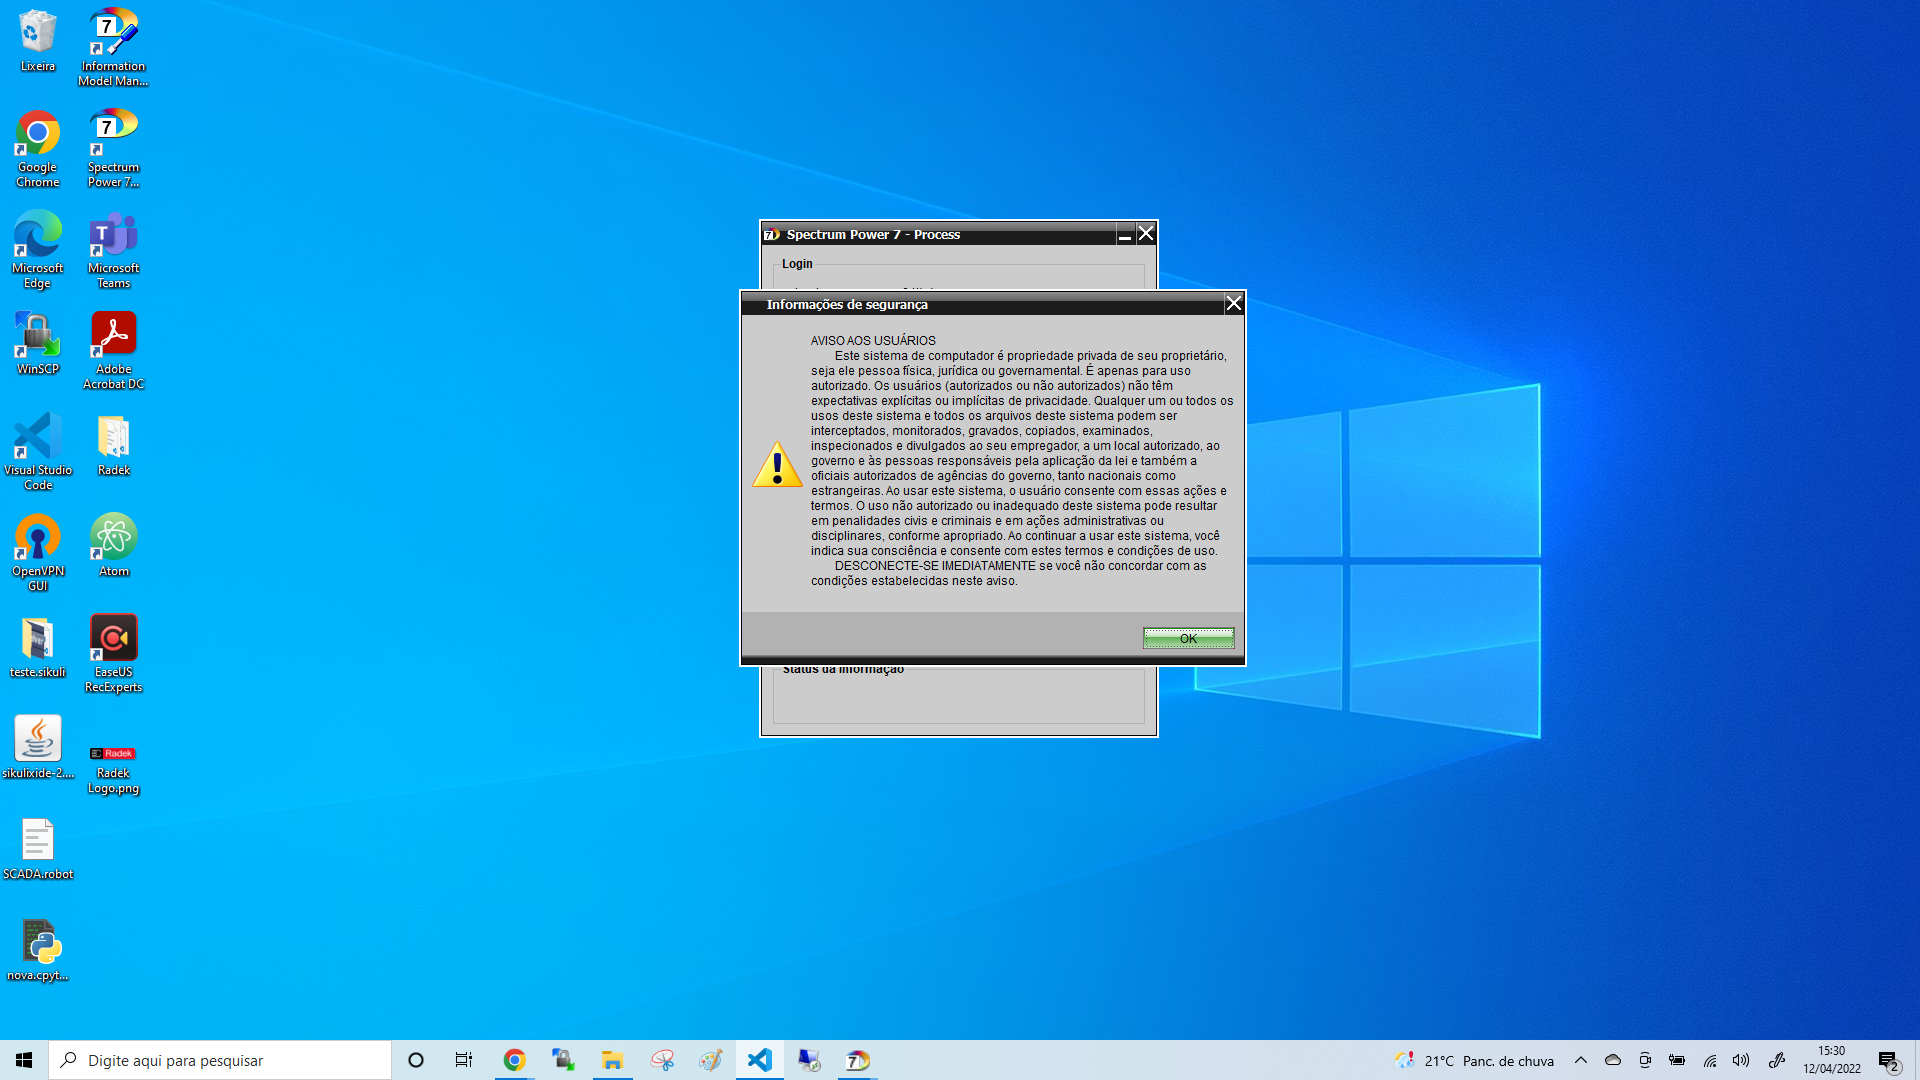 Lixeira
7
Information
Model Man...
Google
Chrome
7
Spectrum
Power 7...
Microsoft
Edge
T
Microsoft
Teams
WinSCP
Adobe
Acrobat DC
Visual Studio
Code
Radek
OpenVPN
GUI
Atom
teste.sikuli
EaseUS
RecExperts
sikulixide-2....
Radek
Radek
Logo.png
SCADA.robot
nova.cpyt...
7 Spectrum Power 7 - Process
Login
Informações de segurança
AVISO AOS USUÁRIOS
Este sistema de computador é propriedade privada de seu proprietário,
seja ele pessoa física, jurídica ou governamental. É apenas para uso
autorizado. Os usuários (autorizados ou não autorizados) não têm
expectativas explícitas ou implícitas de privacidade. Qualquer um ou todos os
usos deste sistema e todos os arquivos deste sistema podem ser
interceptados, monitorados, gravados, copiados, examinados,
inspecionados e divulgados ao seu empregador, a um local autorizado, ao
governo e às pessoas responsáveis pela aplicação da lei e também a
oficiais autorizados de agências do governo, tanto nacionais como
estrangeiras. Ao usar este sistema, o usuário consente com essas ações e
termos. O uso não autorizado ou inadequado deste sistema pode resultar
em penalidades civis e criminais e em ações administrativas ou
disciplinares, conforme apropriado. Ao continuar a usar este sistema, você
indica sua consciência e consente com estes termos e condições de uso.
DESCONECTE-SE IMEDIATAMENTE se você não concordar com as
condições estabelecidas neste aviso.
OK
Status da informação
Digite aqui para pesquisar
7
21°C Panc. de chuva
15:30
12/04/2022
2